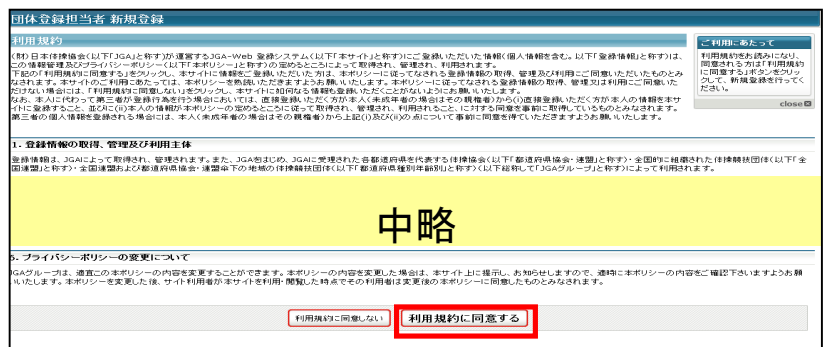 団体登録担当者 新規登録
利用規約
(財)日本体操協会(以下「JGA」と称す)が運営するJGA-Web 登録システム(以下「本サイト」と称す)にご登録いただいた情報(個人情報を含む。以下「登録情報」と称す)は、
この情報管理及びプライバシーポリシー(以下「本ポリシー」と称す)の定めるところによって取得され、管理され、利用されます。
下記の「利用規約に同意する」をクリックし、本サイトに情報をご登録いただいた方は、本ポリシーに従ってなされる登録情報の取得、管理及び利用にご同意いただいたものとみ
なされます。本サイトのご利用にあたっては、本ポリシーを熟読いただきますようお願いいたします。本ポリシーに従ってなされる登録情報の取得、管理又は利用にご同意いた
だけない場合には、「利用規約に同意しない」をクリックし、本サイトに如何なる情報も登録いただくことがないようにお願いいたします。
なお、本人に代わって第三者が登録行為を行う場合においては、直接登録いただく方が本人(未成年者の場合はその親権者)から(i)直接登録いただく方が本人の情報を本サ
イトに登録すること、並びに(ii)本人の情報が本ポリシーの定めるところに従って取得され、管理され、利用されること、に対する同意を事前に取得しているものとみなされます。
第三者の個人情報を登録される場合には、本人(未成年者の場合はその親権者)から上記(i)及び(ii)の点について事前に同意を得ていただきますようお願いいたします。
ご利用にあたって
利用規約をお読みになり、
同意される方は「利用規約
に同意する」ボタンをクリッ
クして、新規登録を行ってく
ださい。
close
1. 登録情報の取得、管理及び利用主体
登録情報は、JGAによって取得され、管理されます。また、JGAをはじめ、JGAに受理された各都道府県を代表する体操協会(以下「都道府県協会・連盟」と称す)・全国的に組織された体操競技団体(以下「全
国連盟」と称す)・全国連盟および都道府県協会・連盟傘下の地域の体操競技団体(以下「都道府県種別年齢別」と称す)(以下総称して「JGAグループ」と称す)によって利用されます。
中略
5. プライバシーポリシーの変更について
JGAグループは、適宜この本ポリシーの内容を変更することができます。本ポリシーの内容を変更した場合は、本サイト上に提示し、お知らせしますので、適時に本ポリシーの内容をご確認下さいますようお願
いいたします。本ポリシーを変更した後、サイト利用者が本サイトを利用・閲覧した時点でその利用者は変更後の本ポリシーに同意したものとみなされます。
利用規約に同意しない
利用規約に同意する